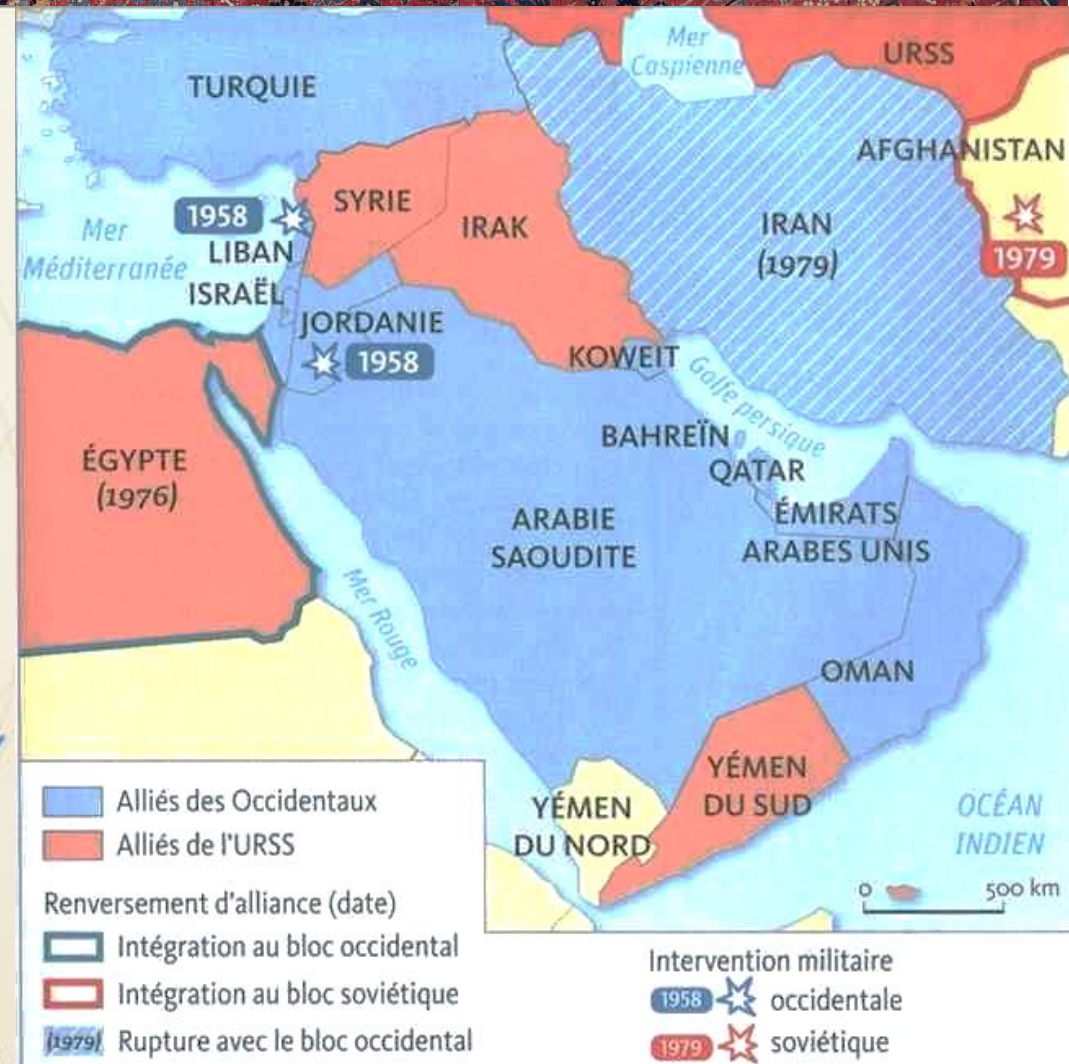 Mer
Caspienne
URSS
TURQUIE
AFGHANISTAN
SYRIE
1958
IRAK
IRAN
(1979)
Mer
Méditerranée
LIBAN
1979
ISRAËL
JORDANIE
1958
KOWEIT
Golfe persique
BAHREÏN
QATAR
ÉGYPTE
(1976)
ARABIE
SAOUDITE
ÉMIRATS
ARABES UNIS
Mer Rouge
OMAN
YÉMEN
DU SUD
YÉMEN
DU NORD
OCÉAN
INDIEN
0 500 km
Alliés des Occidentaux
Alliés de l'URSS
Renversement d'alliance (date)
Intégration au bloc occidental
Intégration au bloc soviétique
(1979) Rupture avec le bloc occidental
Intervention militaire
1958 occidentale
1979 soviétique